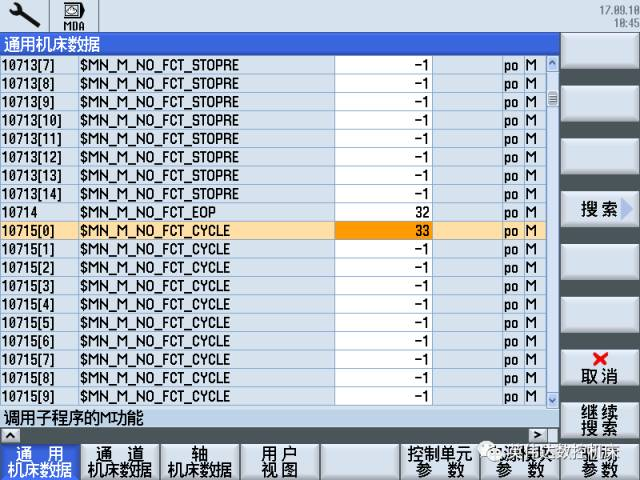 MDA
17.09.10
10:45
通用机床数据
10713[7] $MN_M_NO_FCT_STOPRE -1 po M
10713[8] $MN_M_NO_FCT_STOPRE -1 po M
10713[9] $MN_M_NO_FCT_STOPRE -1 po M
10713[10] $MN_M_NO_FCT_STOPRE -1 po M
10713[11] $MN_M_NO_FCT_STOPRE -1 po M
10713[12] $MN_M_NO_FCT_STOPRE -1 po M
10713[13] $MN_M_NO_FCT_STOPRE -1 po M
10713[14] $MN_M_NO_FCT_STOPRE -1 po M
10714 $MN_M_NO_FCT_EOP 32 po M
10715[0] $MN_M_NO_FCT_CYCLE 33 po M
10715[1] $MN_M_NO_FCT_CYCLE -1 po M
10715[2] $MN_M_NO_FCT_CYCLE -1 po M
10715[3] $MN_M_NO_FCT_CYCLE -1 po M
10715[4] $MN_M_NO_FCT_CYCLE -1 po M
10715[5] $MN_M_NO_FCT_CYCLE -1 po M
10715[6] $MN_M_NO_FCT_CYCLE -1 po M
10715[7] $MN_M_NO_FCT_CYCLE -1 po M
10715[8] $MN_M_NO_FCT_CYCLE -1 po M
10715[9] $MN_M_NO_FCT_CYCLE -1 po M
调用子程序的M功能
搜索
取消
继续
搜索
通用
机床数据
通道
机床数据
轴
机床数据
用户
视图
控制单元
参数
参数
参数